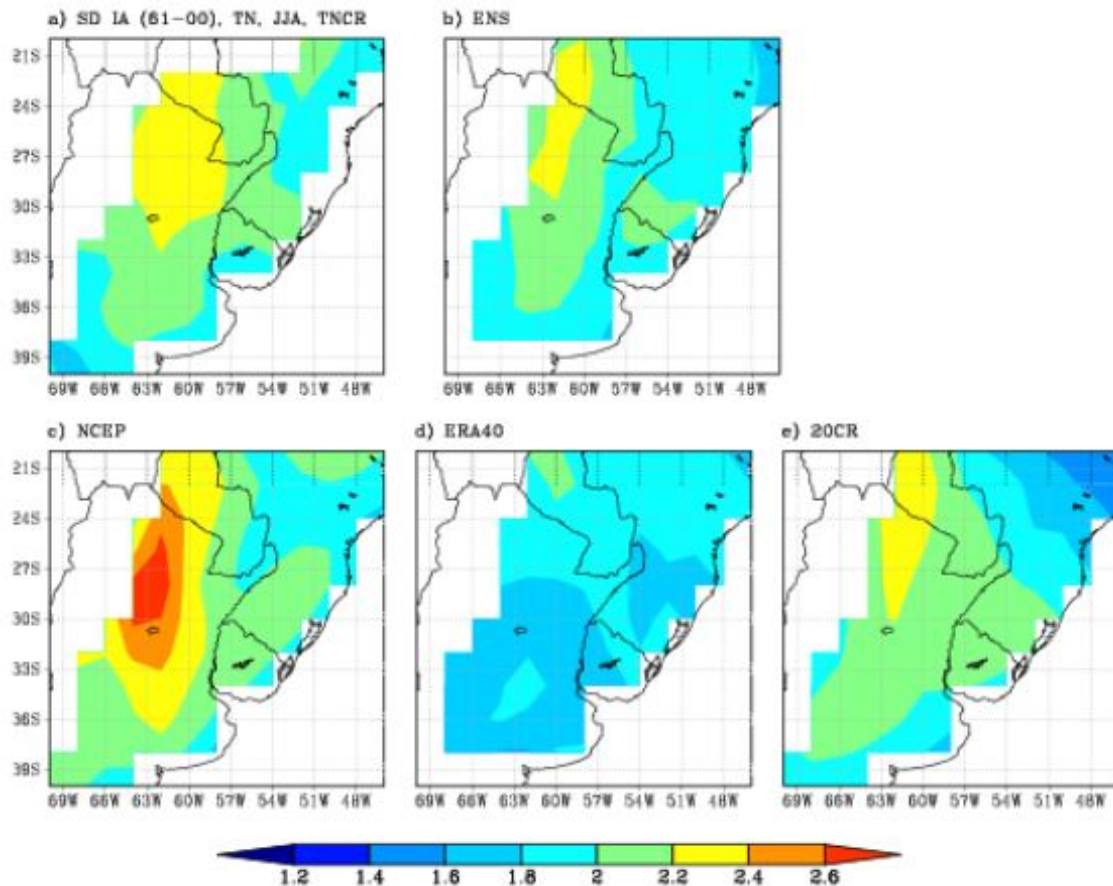 a) SD IA (61-00), TN, JJA, TNCR
b) ENS
21S
24S
27S
30S
33S
36S
39S
69W 66W 63W 60W 57W 54W 51W 48W
69W 66W 63W 60W 57W 54W 51W 48W
c) NCEP
d) ERA40
e) 20CR
21S
24S
27S
30S
33S
36S
39S
69W 66W 63W 60W 57W 54W 51W 48W
69W 66W 63W 60W 57W 54W 51W 48W
69W 66W 63W 60W 57W 54W 51W 48W
1.2 1.4 1.6 1.8 2 2.2 2.4 2.6